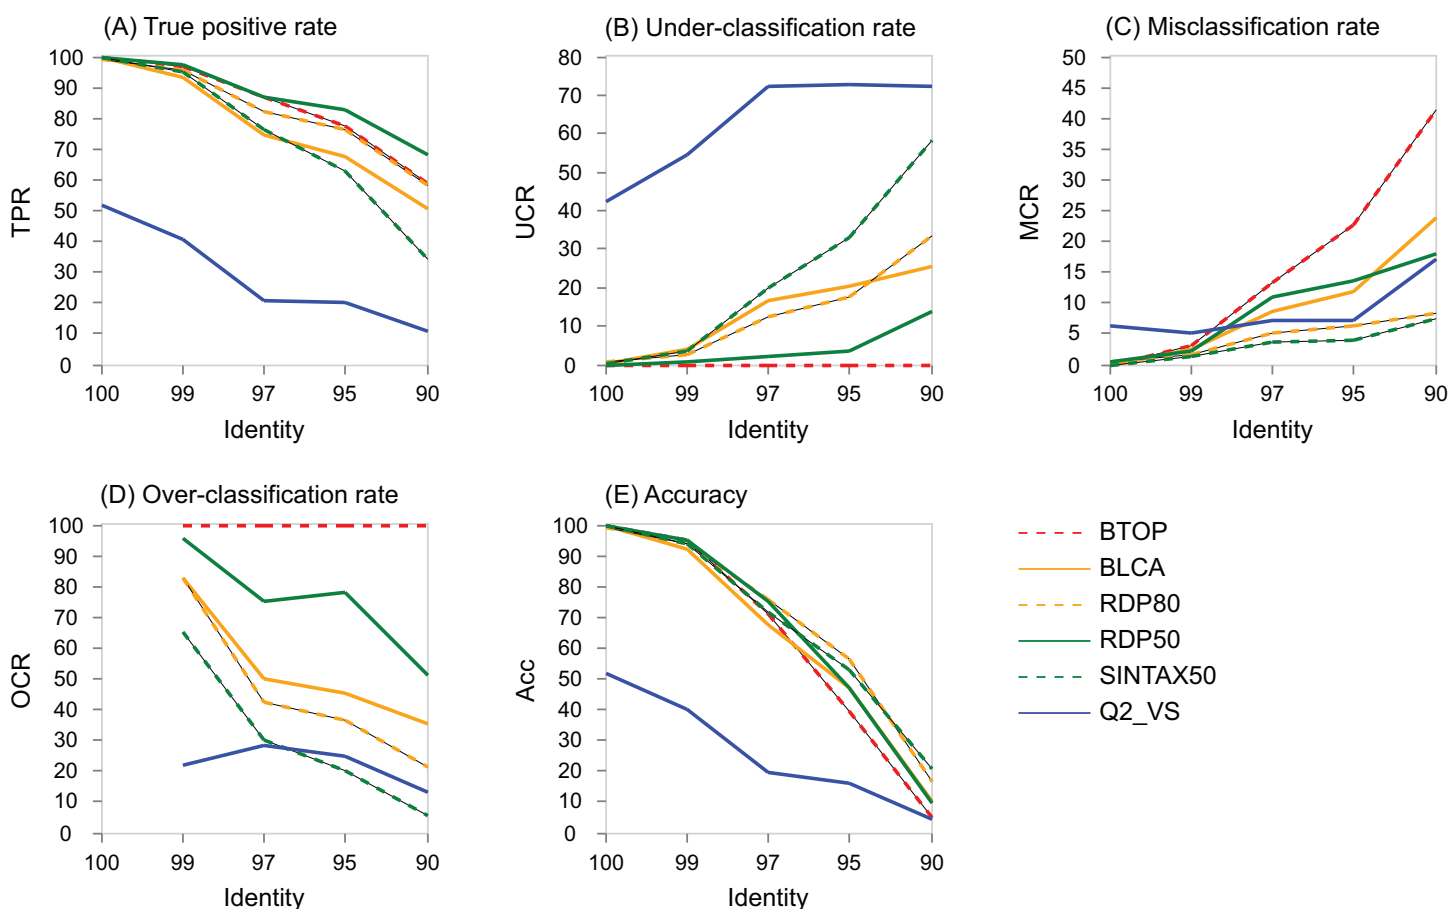 (A) True positive rate
100
90
80
70
60
50
40
30
20
10
0
TPR
100 99 97 95 90
Identity
(B) Under-classification rate
80
70
60
50
40
30
20
10
0
UCR
100 99 97 95 90
Identity
(C) Misclassification rate
50
45
40
35
30
25
20
15
10
5
0
MCR
100 99 97 95 90
Identity
(D) Over-classification rate
100
90
80
70
60
50
40
30
20
10
0
OCR
100 99 97 95 90
Identity
(E) Accuracy
100
90
80
70
60
50
40
30
20
10
0
Acc
100 99 97 95 90
Identity
BTOP
BLCA
RDP80
RDP50
SINTAX50
Q2_VS